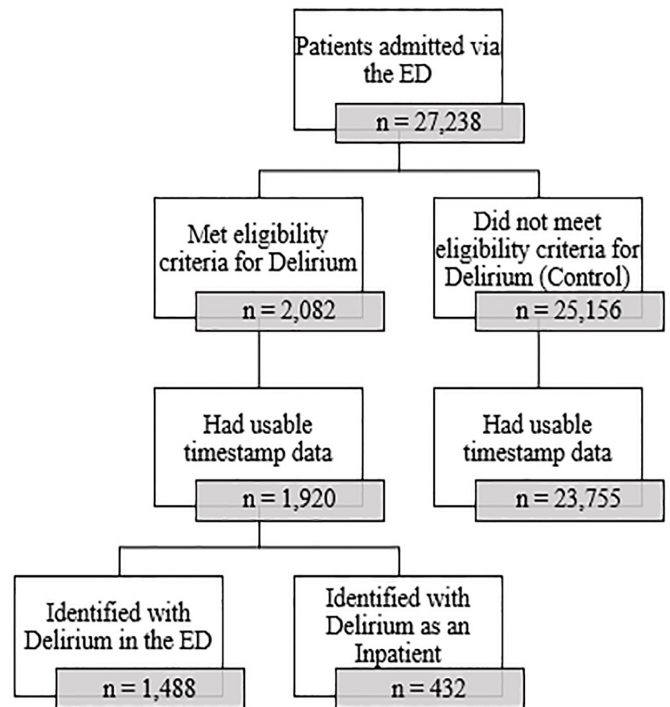 Patients admitted via
the ED
n = 27,238
Met eligibility
criteria for Delirium
n = 2,082
Did not meet
eligibility criteria for
Delirium (Control)
n = 25,156
Had usable
timestamp data
n = 1,920
Had usable
timestamp data
n = 23,755
Identified with
Delirium in the ED
n = 1,488
Identified with
Delirium as an
Inpatient
n = 432